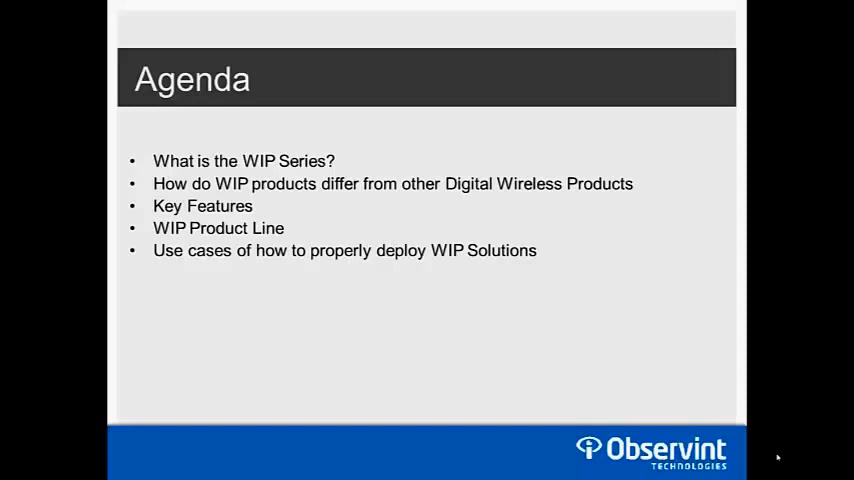 Agenda
• What is the WIP Series?
• How do WIP products differ from other Digital Wireless Products
• Key Features
• WIP Product Line
• Use cases of how to properly deploy WIP Solutions
Observint
TECHNOLOGIES